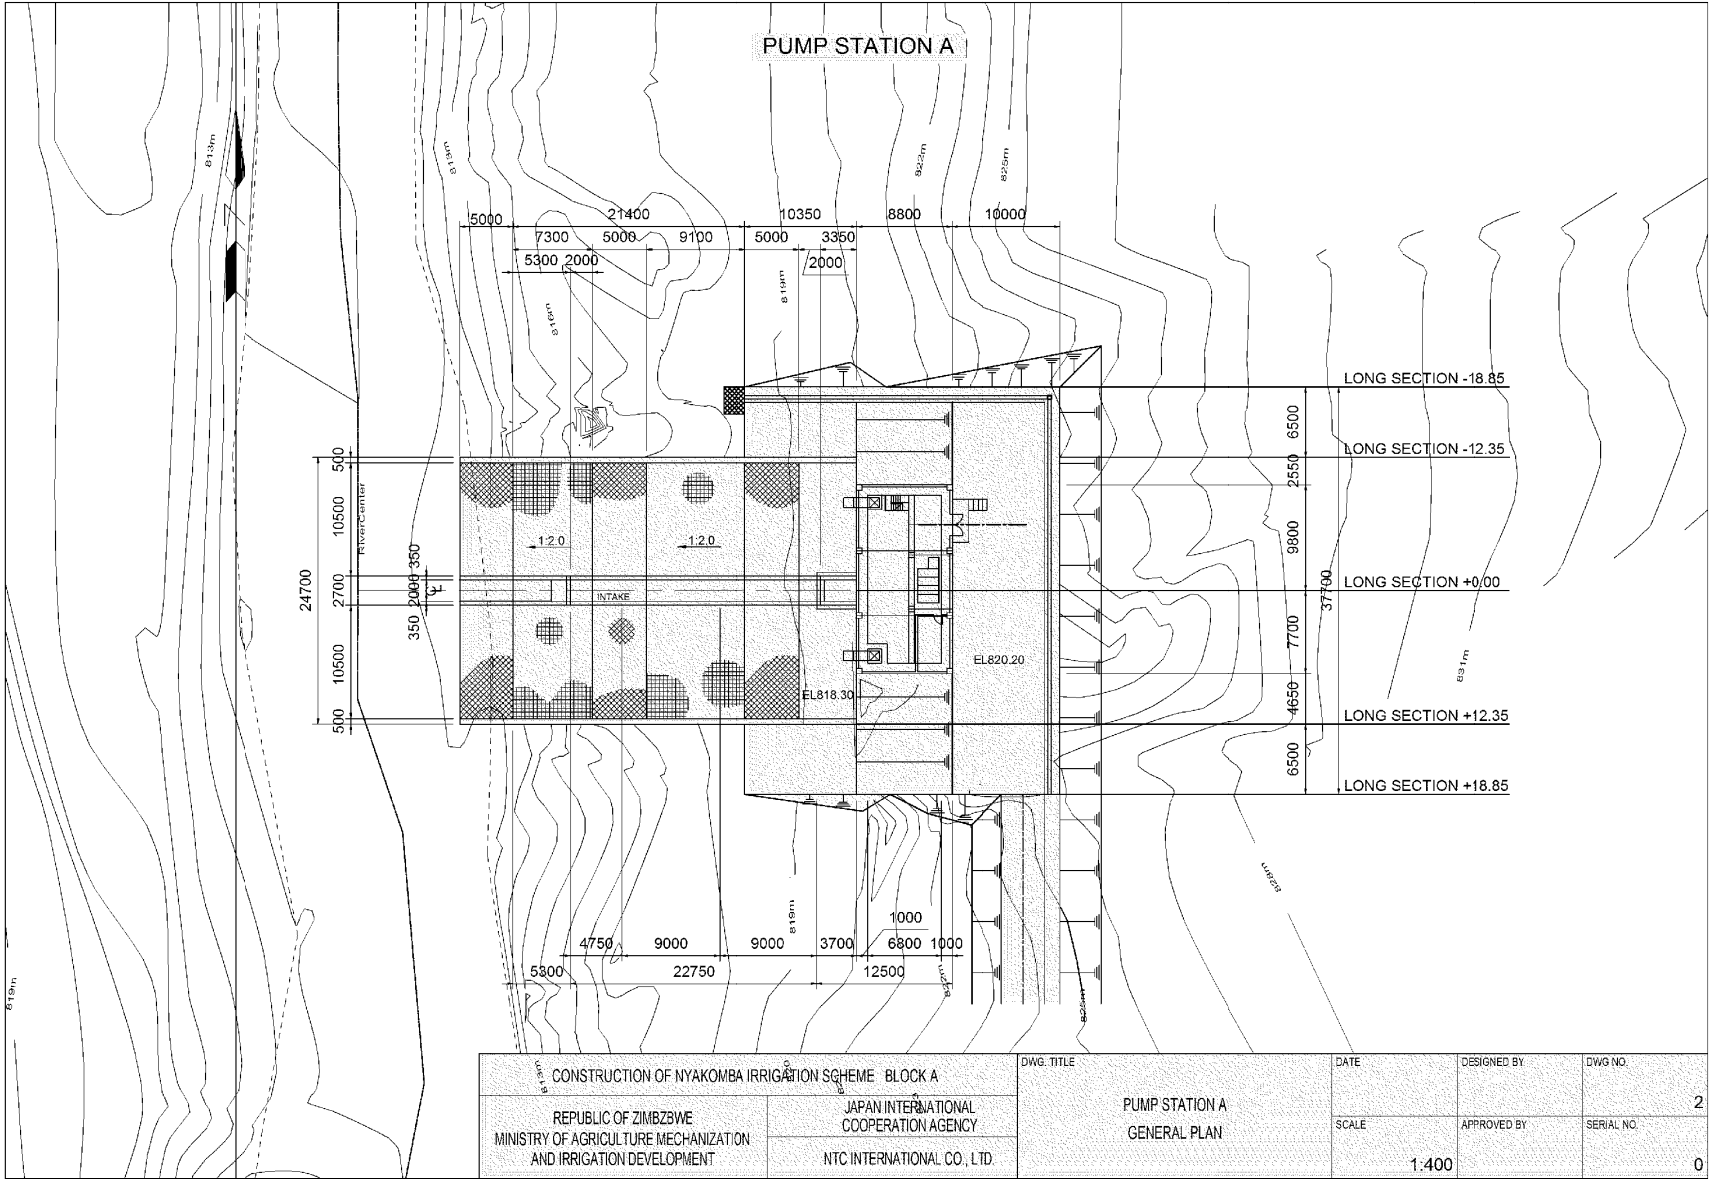 PUMP STATION A
813m
813m
822m
825m
5000
21400
10350
8800
10000
7300
5000
9100
5000
3350
5300
2000
2000
819m
816m
LONG SECTION -18.85
6500
LONG SECTION -12.35
500
2550
10500
RiverCenter
1:2.0
1:2.0
9800
350
24700
2700
2000
CL
INTAKE
LONG SECTION +0.00
37700
350
7700
EL820.20
831m
10500
EL818.30
4650
LONG SECTION +12.35
500
6500
LONG SECTION +18.85
828m
819m
1000
4750
9000
9000
3700
6800
1000
5300
22750
12500
822m
825m
819m
813m
CONSTRUCTION OF NYAKOMBA IRRIGATION SCHEME BLOCK A
REPUBLIC OF ZIMBZBWE
MINISTRY OF AGRICULTURE MECHANIZATION
AND IRRIGATION DEVELOPMENT
JAPAN INTERNATIONAL
COOPERATION AGENCY
NTC INTERNATIONAL CO., LTD.
DWG. TITLE
PUMP STATION A
GENERAL PLAN
DATE
DESIGNED BY
DWG NO.
2
SCALE
1:400
APPROVED BY
SERIAL NO.
0